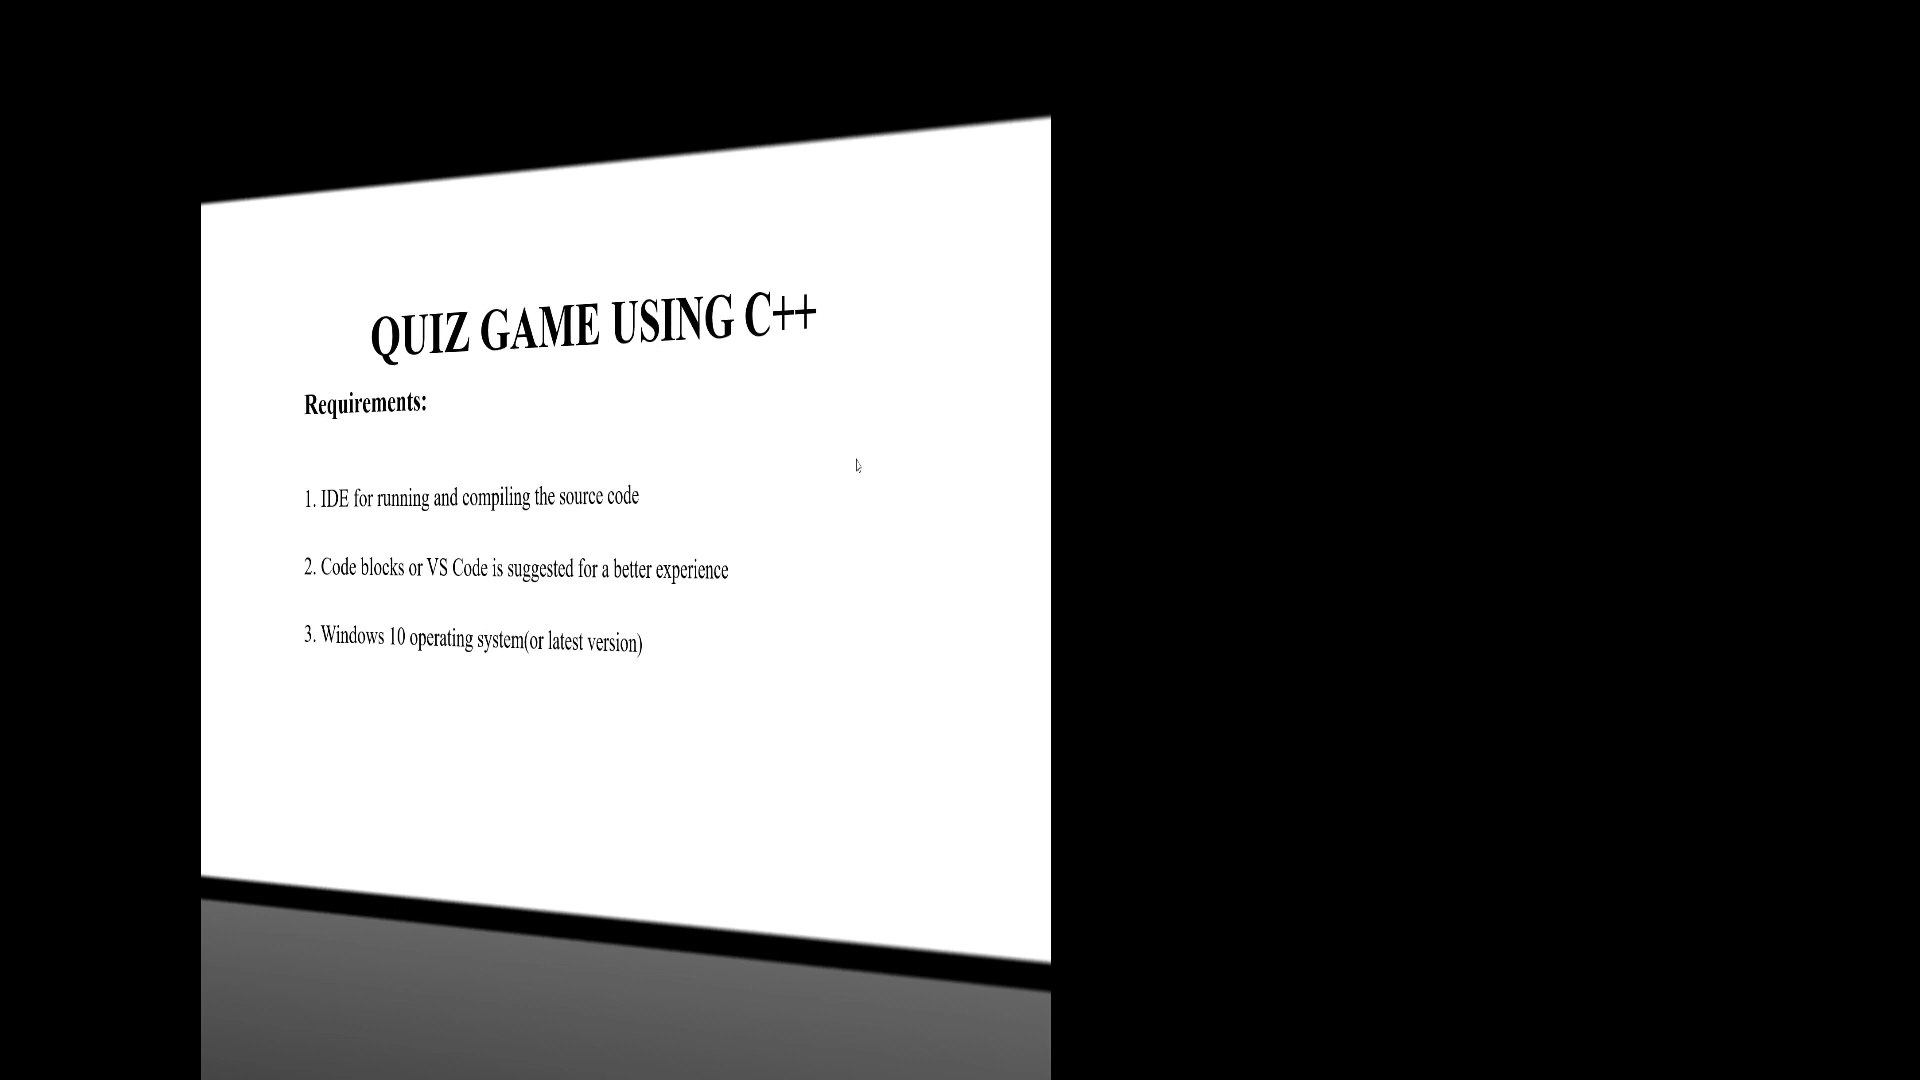 QUIZ GAME USING C++
Requirements:
1. IDE for running and compiling the source code
2. Code blocks or VS Code is suggested for a better experience
3. Windows 10 operating system(or latest version)